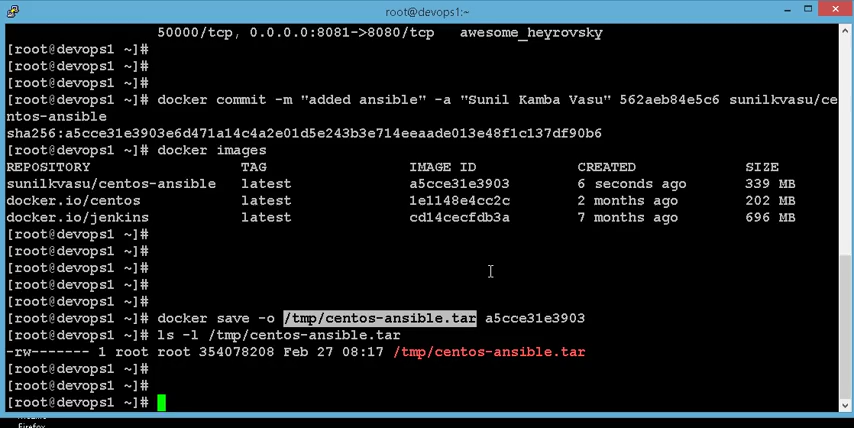 root@devops1:~
50000/tcp, 0.0.0.0:8081->8080/tcp   awesome_heyrovsky
[root@devops1 ~]#
[root@devops1 ~]#
[root@devops1 ~]#
[root@devops1 ~]# docker commit -m "added ansible" -a "Sunil Kamba Vasu" 562aeb84e5c6 sunilkvasu/ce
ntos-ansible
sha256:a5cce31e3903e6d471a14c4a2e01d5e243b3e714eeaade013e48f1c137df90b6
[root@devops1 ~]# docker images
REPOSITORY                TAG                 IMAGE ID            CREATED             SIZE
sunilkvasu/centos-ansible   latest              a5cce31e3903        6 seconds ago       339 MB
docker.io/centos            latest              1e1148e4cc2c        2 months ago        202 MB
docker.io/jenkins           latest              cd14cecfdb3a        7 months ago        696 MB
[root@devops1 ~]#
[root@devops1 ~]#
[root@devops1 ~]#
[root@devops1 ~]#
[root@devops1 ~]#
[root@devops1 ~]# docker save -o /tmp/centos-ansible.tar a5cce31e3903
[root@devops1 ~]# ls -l /tmp/centos-ansible.tar
-rw------- 1 root root 354078208 Feb 27 08:17 /tmp/centos-ansible.tar
[root@devops1 ~]#
[root@devops1 ~]#
[root@devops1 ~]#
Firefox